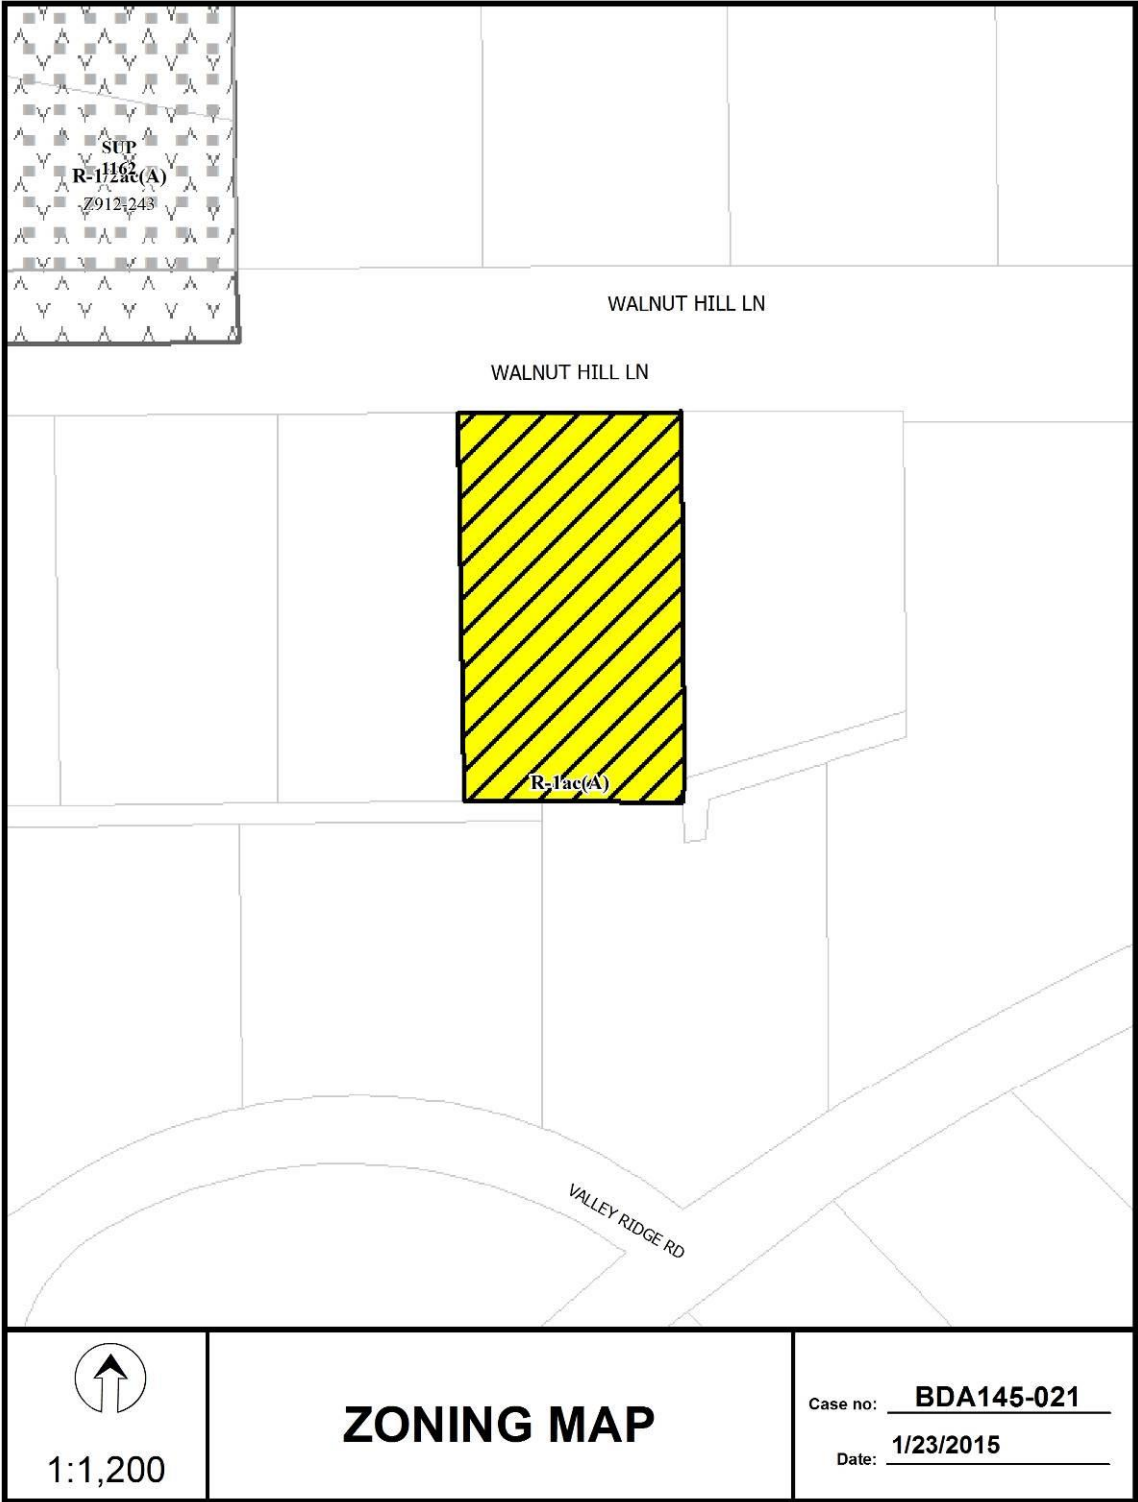 SUP
1162
R-1/2ac(A)
Z912-243
WALNUT HILL LN
WALNUT HILL LN
R-1ac(A)
VALLEY RIDGE RD
1:1,200
ZONING MAP
Case no: BDA145-021
Date: 1/23/2015